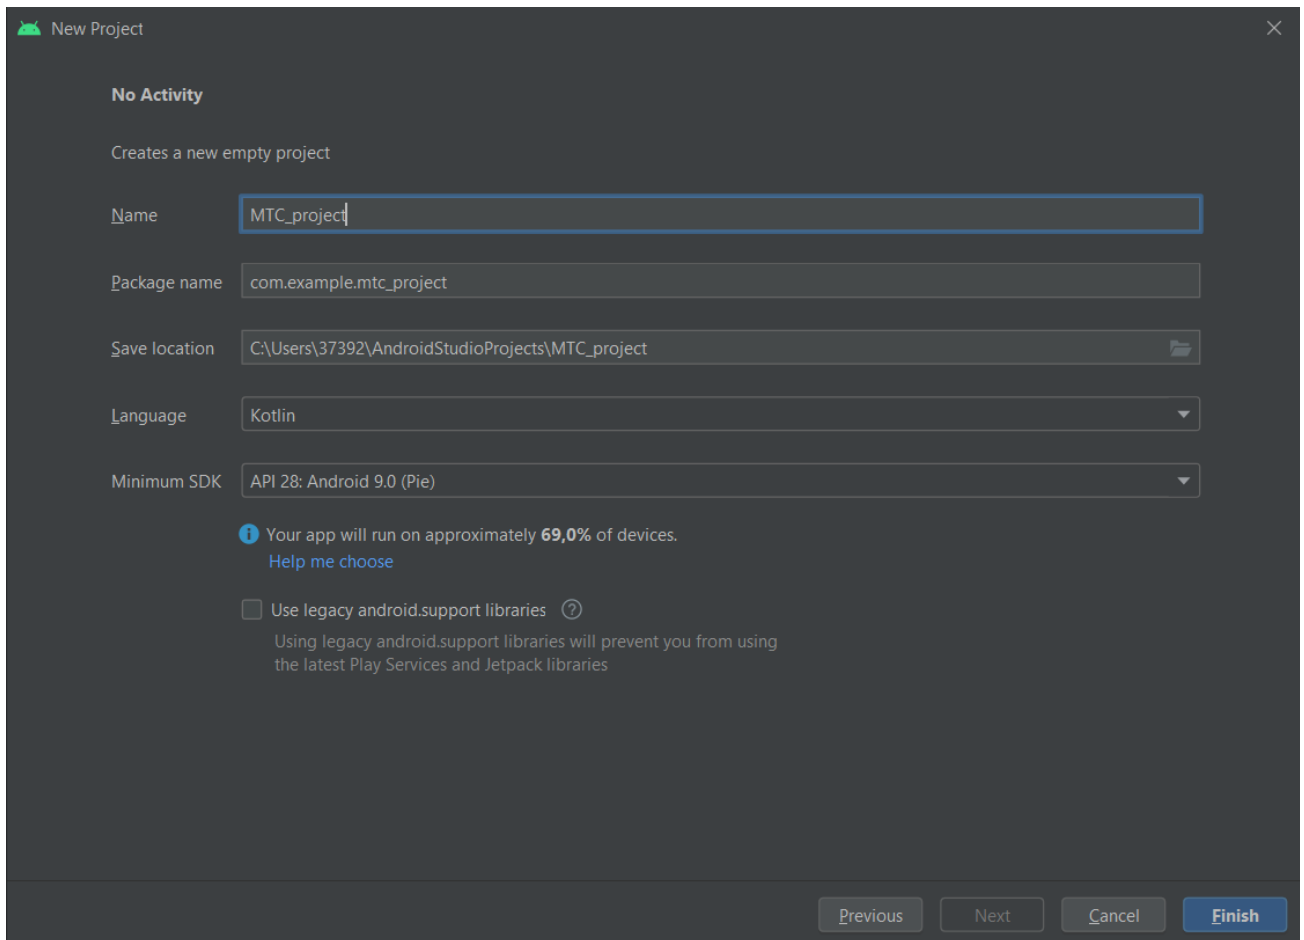 New Project
No Activity
Creates a new empty project
Name MTC_project
Package name com.example.mtc_project
Save location C:\Users\37392\AndroidStudioProjects\MTC_project
Language Kotlin
Minimum SDK API 28: Android 9.0 (Pie)
Your app will run on approximately 69,0% of devices.
Help me choose
Use legacy android.support libraries ?
Using legacy android.support libraries will prevent you from using
the latest Play Services and Jetpack libraries
Previous Next Cancel Finish